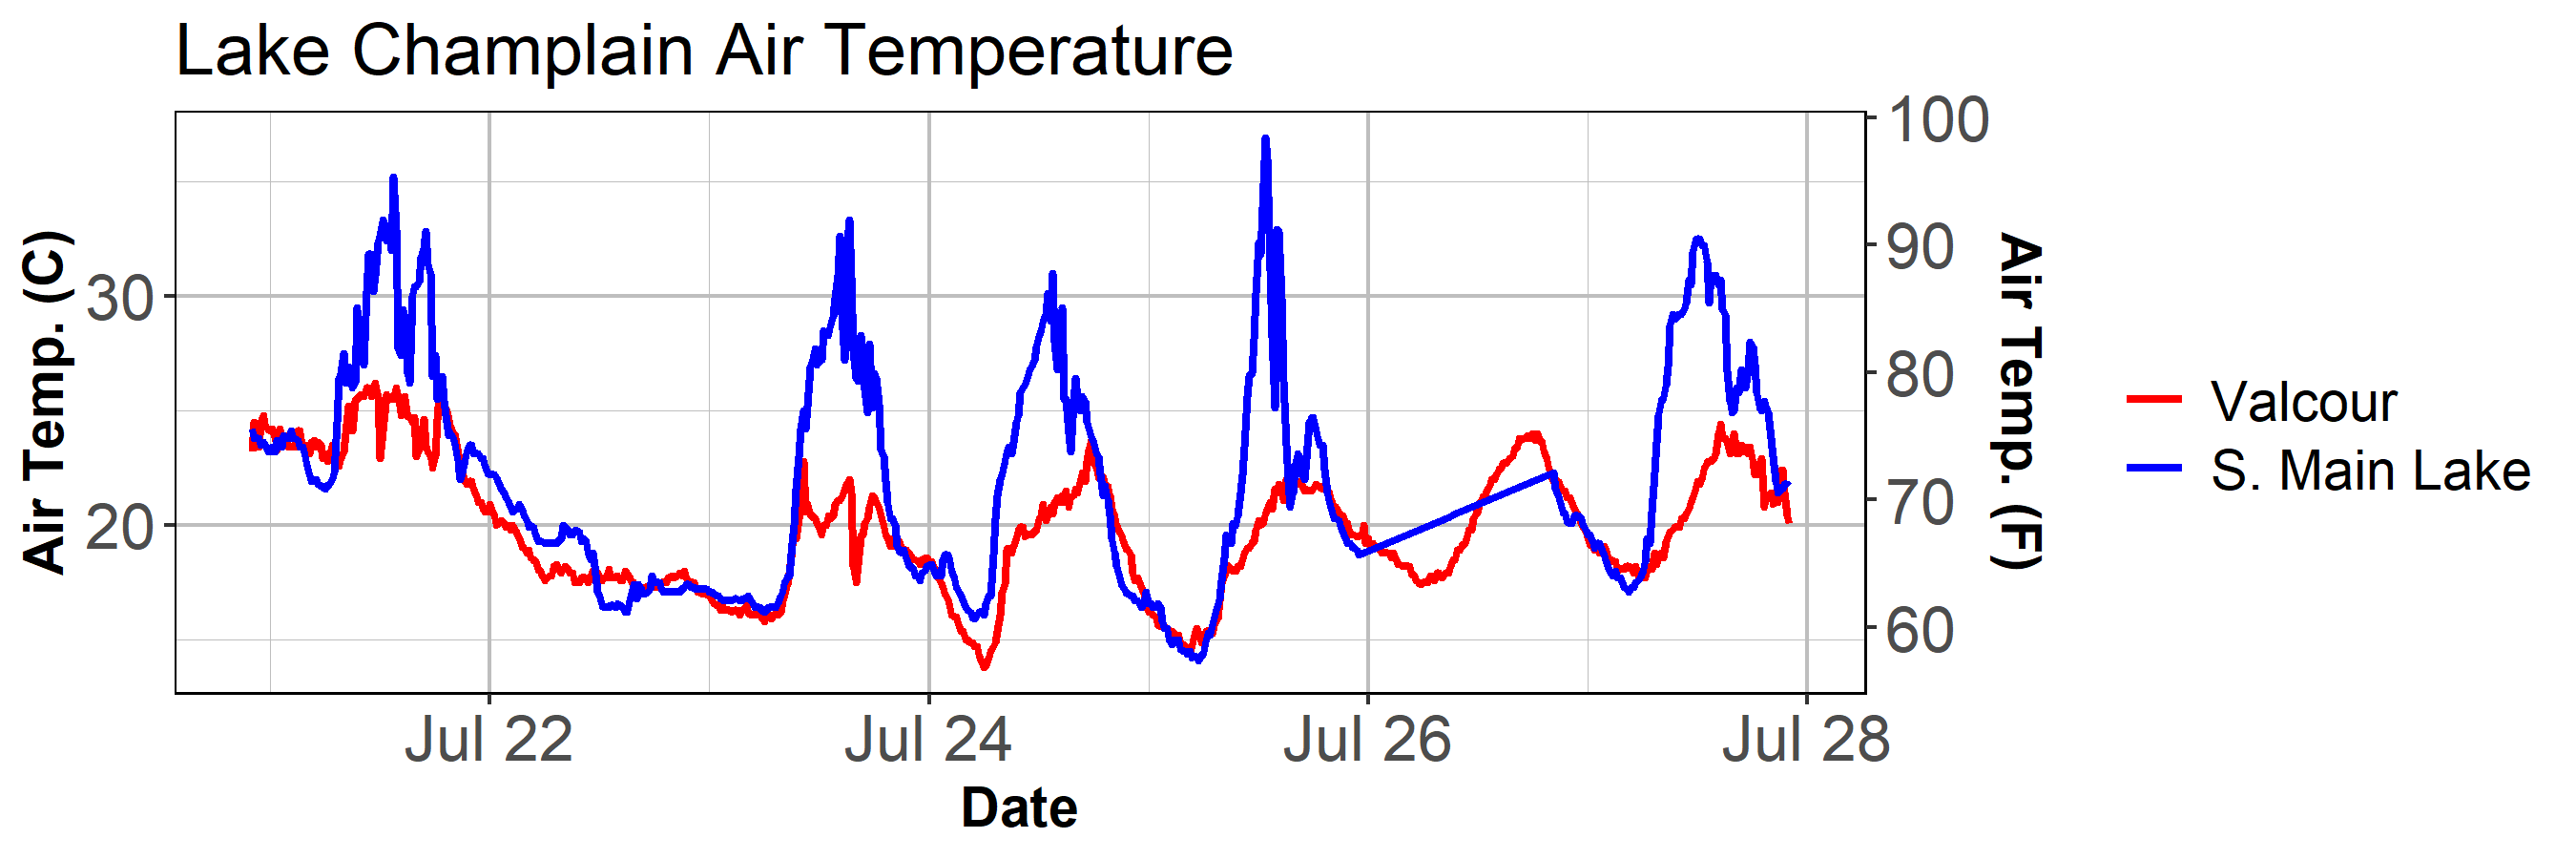 Lake Champlain Air Temperature
Air Temp. (C)
30
20
100
90
80
70
60
Air Temp. (F)
Valcour
S. Main Lake
Jul 22 Jul 24 Jul 26 Jul 28
Date